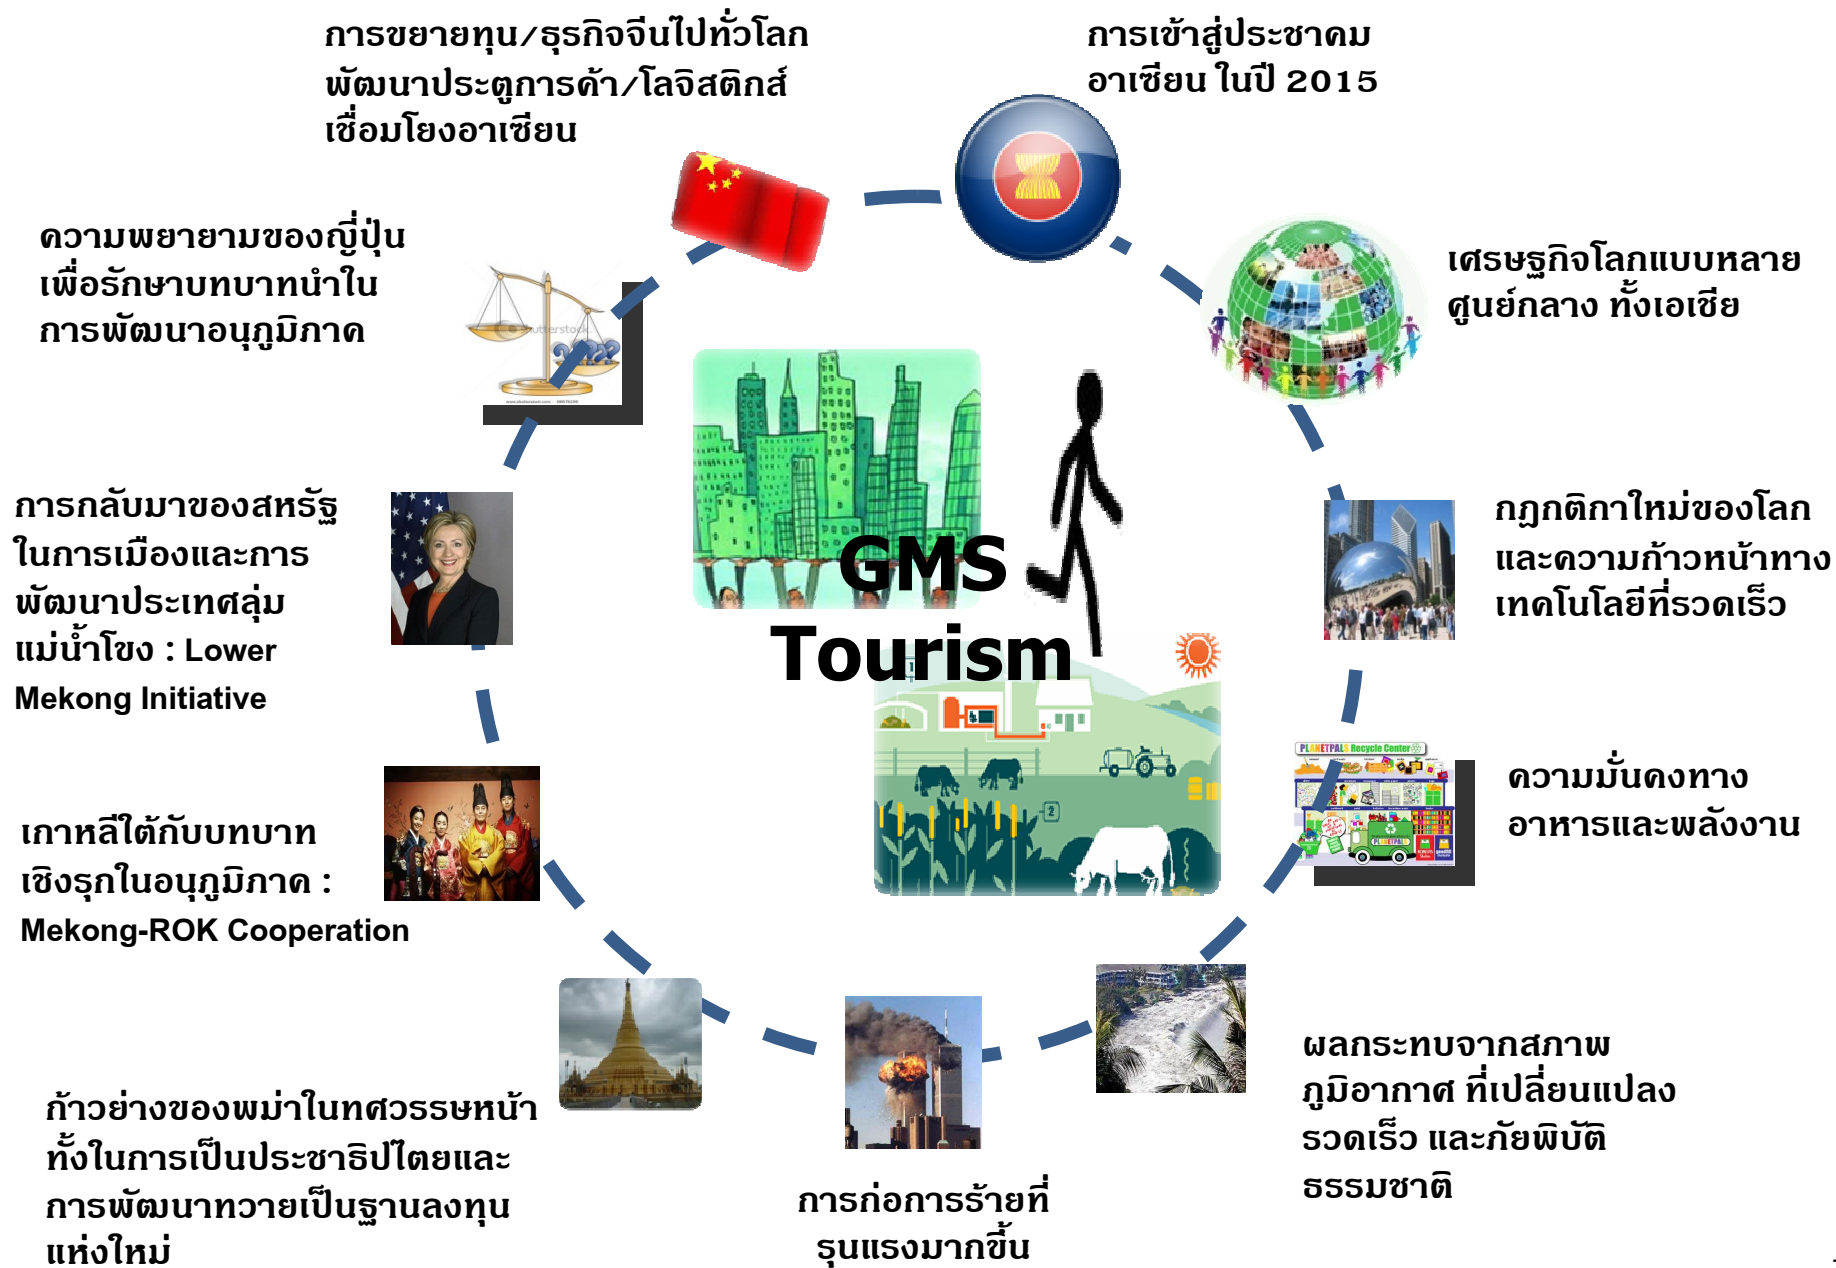 การขยายทุน/ธุรกิจจีนไปทั่วโลก
พัฒนาประตูการค้า/โลจิสติกส์
เชื่อมโยงอาเซียน
การเข้าสู่ประชาคม
อาเซียน ในปี 2015
ความพยายามของญี่ปุ่น
เพื่อรักษาบทบาทนำใน
การพัฒนาอนุภูมิภาค
เศรษฐกิจโลกแบบหลาย
ศูนย์กลาง ทั้งเอเชีย
การกลับมาของสหรัฐ
ในการเมืองและการ
พัฒนาประเทศลุ่ม
แม่น้ำโขง : Lower
Mekong Initiative
GMS
Tourism
กฎกติกาใหม่ของโลก
และความก้าวหน้าทาง
เทคโนโลยีที่รวดเร็ว
PLANETPALS Recycle Center
PLANETPALS
ความมั่นคงทาง
อาหารและพลังงาน
1
2
เกาหลีใต้กับบทบาท
เชิงรุกในอนุภูมิภาค :
Mekong-ROK Cooperation
ก้าวย่างของพม่าในทศวรรษหน้า
ทั้งในการเป็นประชาธิปไตยและ
การพัฒนาทวายเป็นฐานลงทุน
แห่งใหม่
การก่อการร้ายที่
รุนแรงมากขึ้น
ผลกระทบจากสภาพ
ภูมิอากาศ ที่เปลี่ยนแปลง
รวดเร็ว และภัยพิบัติ
ธรรมชาติ